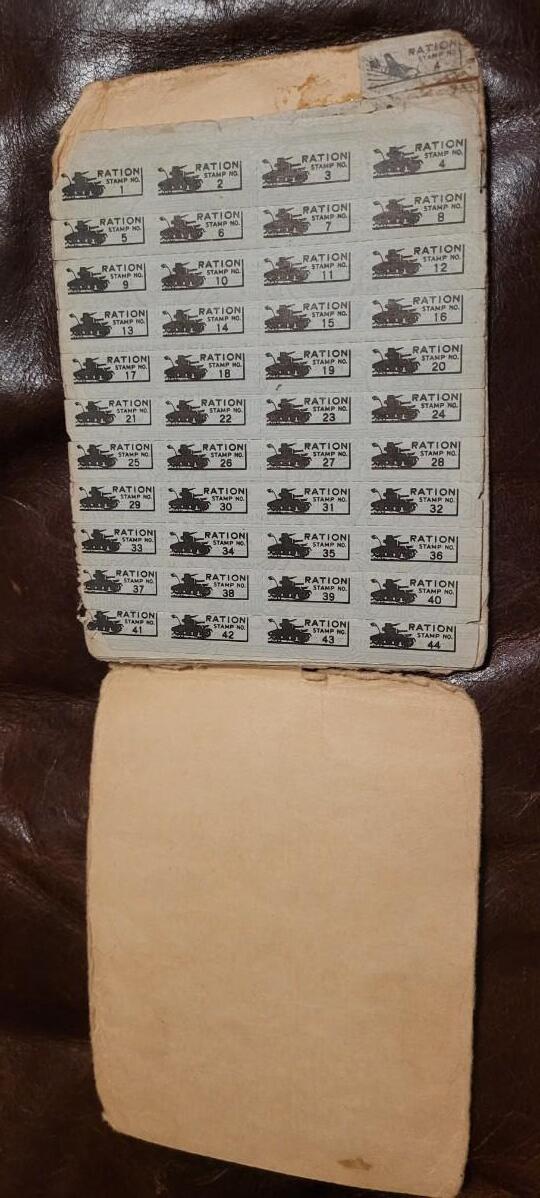 RATION
STAMP NO.
4
RATION RATION RATION RATION
STAMP NO. STAMP NO. STAMP NO. STAMP NO.
1 2 3 4
RATION RATION RATION RATION
STAMP NO. STAMP NO. STAMP NO. STAMP NO.
5 6 7 8
RATION RATION RATION RATION
STAMP NO. STAMP NO. STAMP NO. STAMP NO.
9 10 11 12
RATION RATION RATION RATION
STAMP NO. STAMP NO. STAMP NO. STAMP NO.
13 14 15 16
RATION RATION RATION RATION
STAMP NO. STAMP NO. STAMP NO. STAMP NO.
17 18 19 20
RATION RATION RATION RATION
STAMP NO. STAMP NO. STAMP NO. STAMP NO.
21 22 23 24
RATION RATION RATION RATION
STAMP NO. STAMP NO. STAMP NO. STAMP NO.
25 26 27 28
RATION RATION RATION RATION
STAMP NO. STAMP NO. STAMP NO. STAMP NO.
29 30 31 32
RATION RATION RATION RATION
STAMP NO. STAMP NO. STAMP NO. STAMP NO.
33 34 35 36
RATION RATION RATION RATION
STAMP NO. STAMP NO. STAMP NO. STAMP NO.
37 38 39 40
RATION RATION RATION RATION
STAMP NO. STAMP NO. STAMP NO. STAMP NO.
41 42 43 44